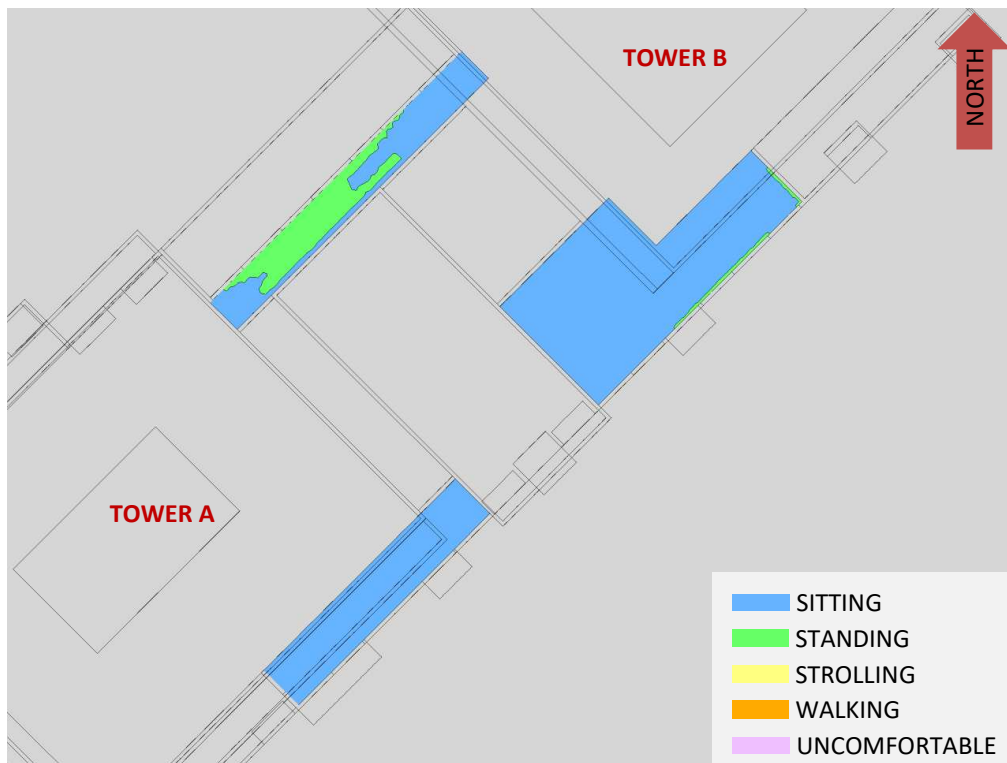 TOWER B
NORTH
TOWER A
SITTING
STANDING
STROLLING
WALKING
UNCOMFORTABLE